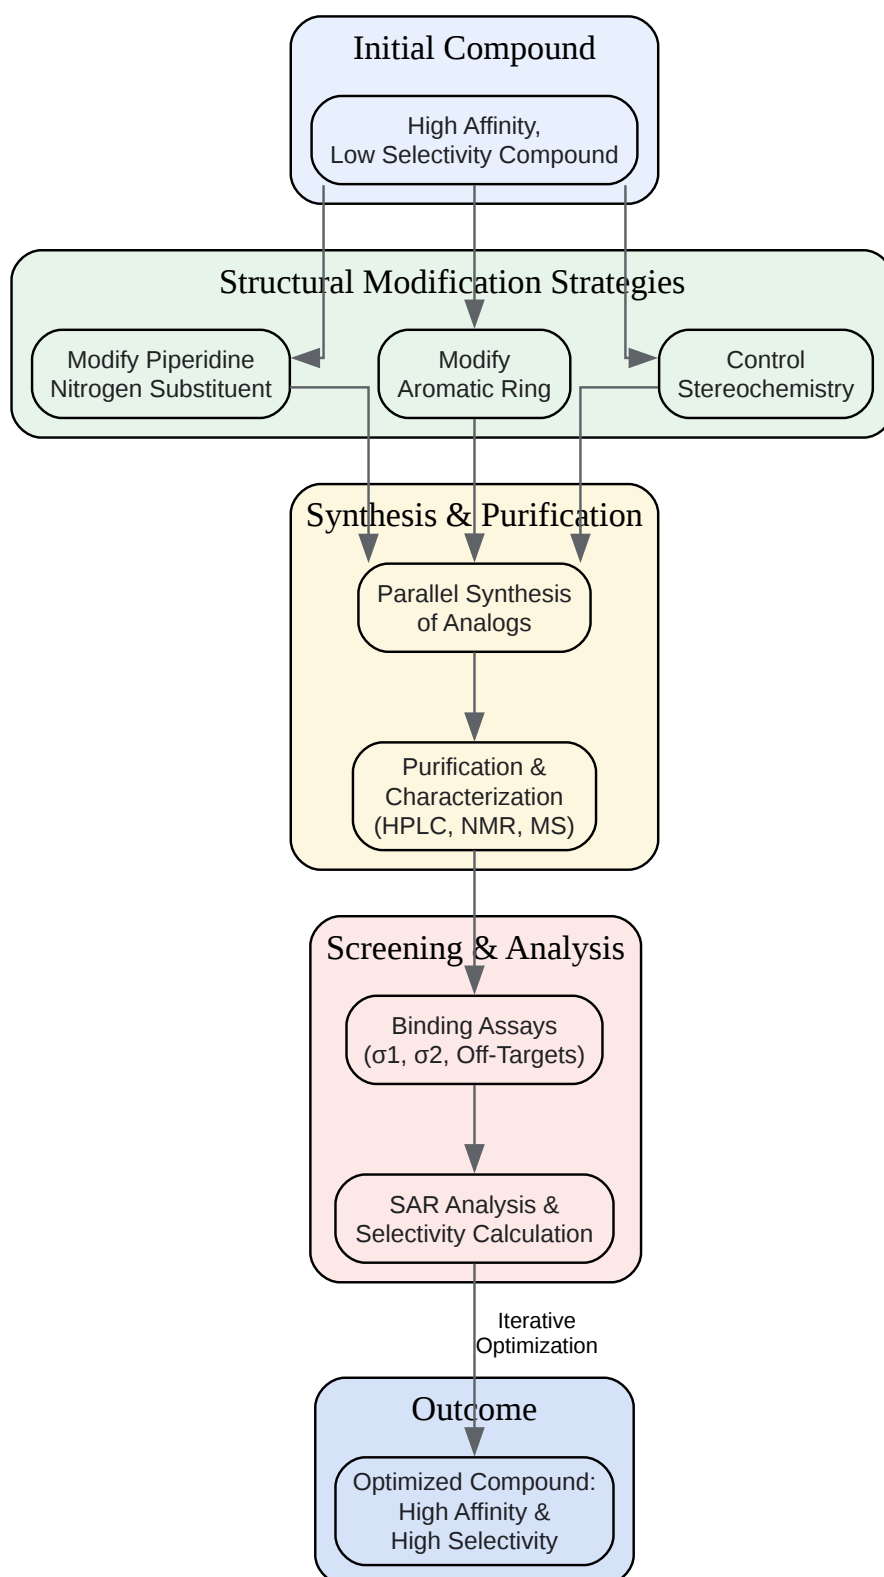 Initial Compound
High Affinity,
Low Selectivity Compound
Structural Modification Strategies
Modify Piperidine
Nitrogen Substituent
Modify
Aromatic Ring
Control
Stereochemistry
Synthesis & Purification
Parallel Synthesis
of Analogs
Purification &
Characterization
(HPLC, NMR, MS)
Screening & Analysis
Binding Assays
(σ1, σ2, Off-Targets)
SAR Analysis &
Selectivity Calculation
Iterative
Optimization
Outcome
Optimized Compound:
High Affinity &
High Selectivity